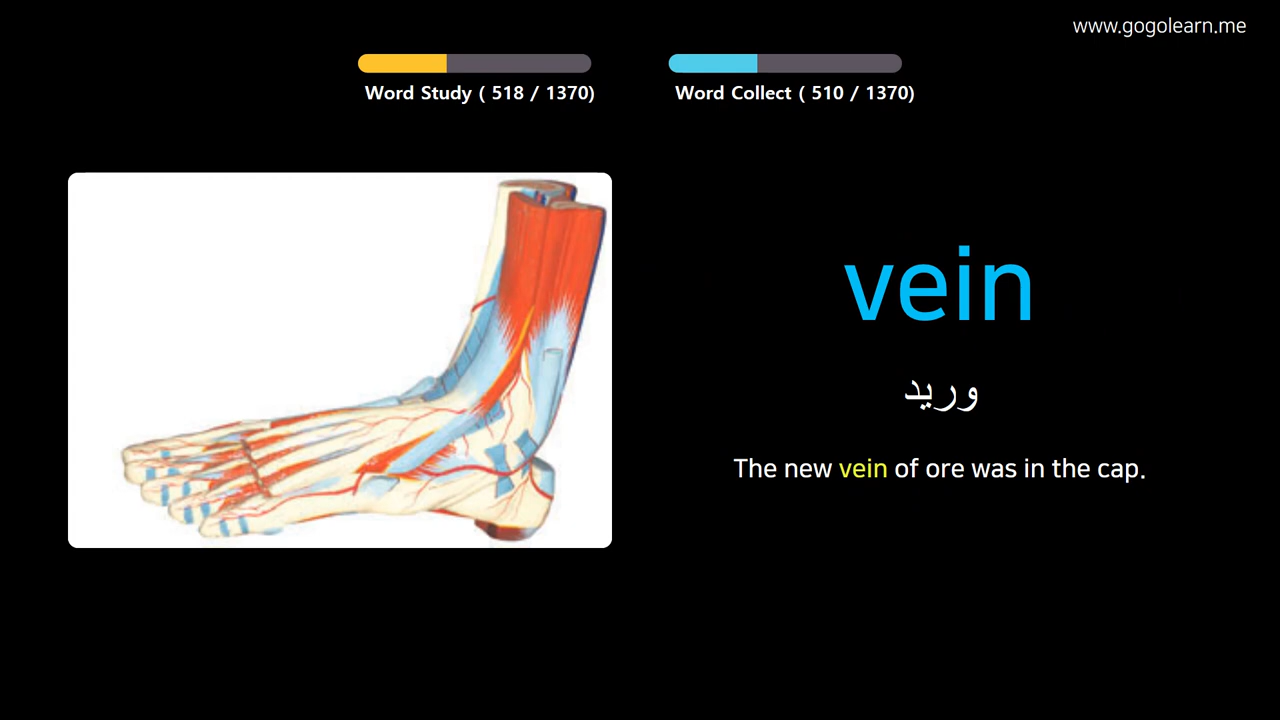 www.gogolearn.me
Word Study ( 518 / 1370)
Word Collect ( 510 / 1370)
vein
وريد
The new vein of ore was in the cap.